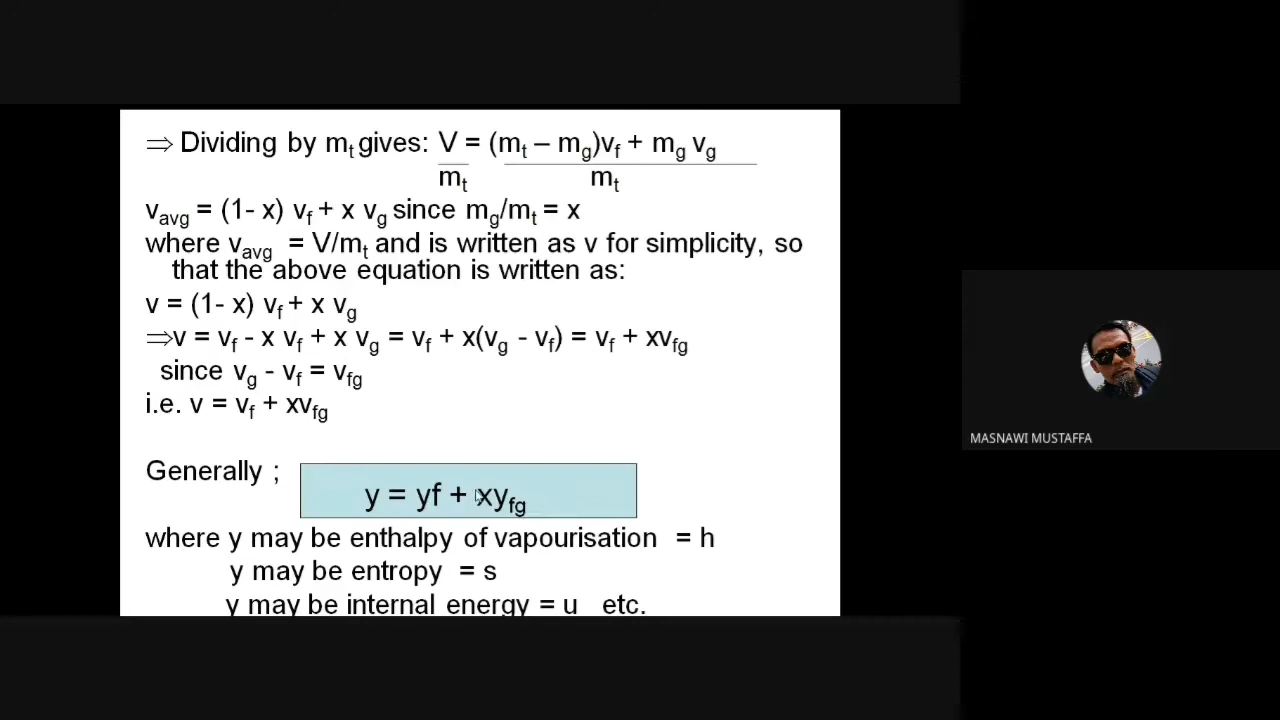 ⇒ Dividing by mt gives: V = (mt – mg)vf + mg vg
mt mt
vavg = (1- x) vf + x vg since mg/mt = x
where vavg = V/mt and is written as v for simplicity, so
that the above equation is written as:
v = (1- x) vf + x vg
⇒v = vf - x vf + x vg = vf + x(vg - vf) = vf + xvfg
since vg - vf = vfg
i.e. v = vf + xvfg
Generally ;
y = yf + xyfg
where y may be enthalpy of vapourisation = h
y may be entropy = s
y may be internal energy = u etc.
MASNAWI MUSTAFFA